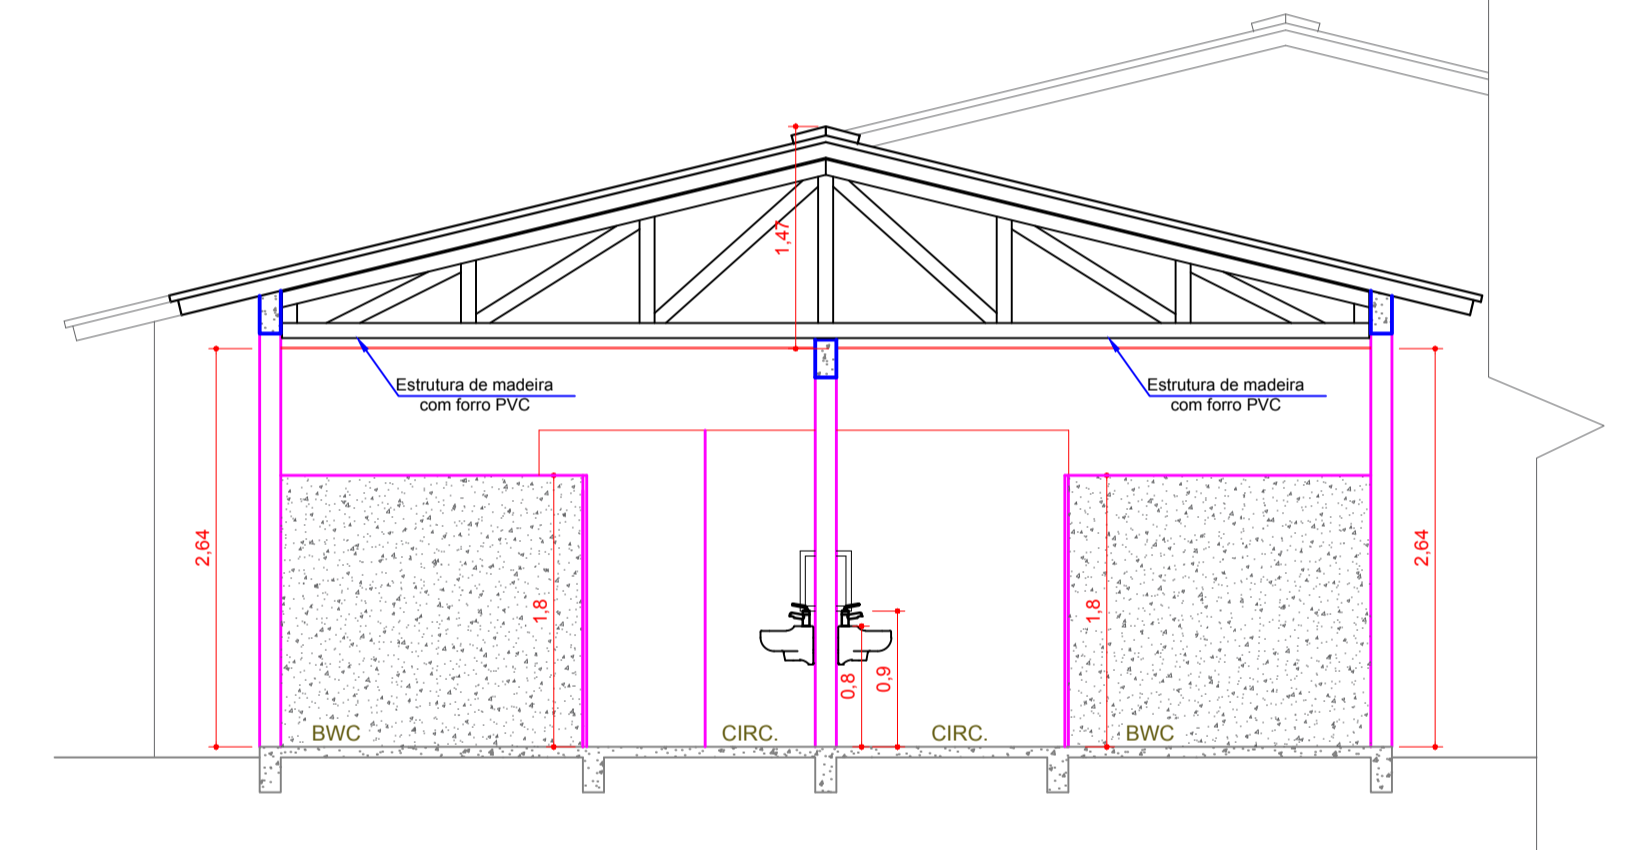 1,47
Estrutura de madeira
com forro PVC
Estrutura de madeira
com forro PVC
2,64
2,64
1,8
1,8
0,8
0,9
BWC
CIRC.
CIRC.
BWC